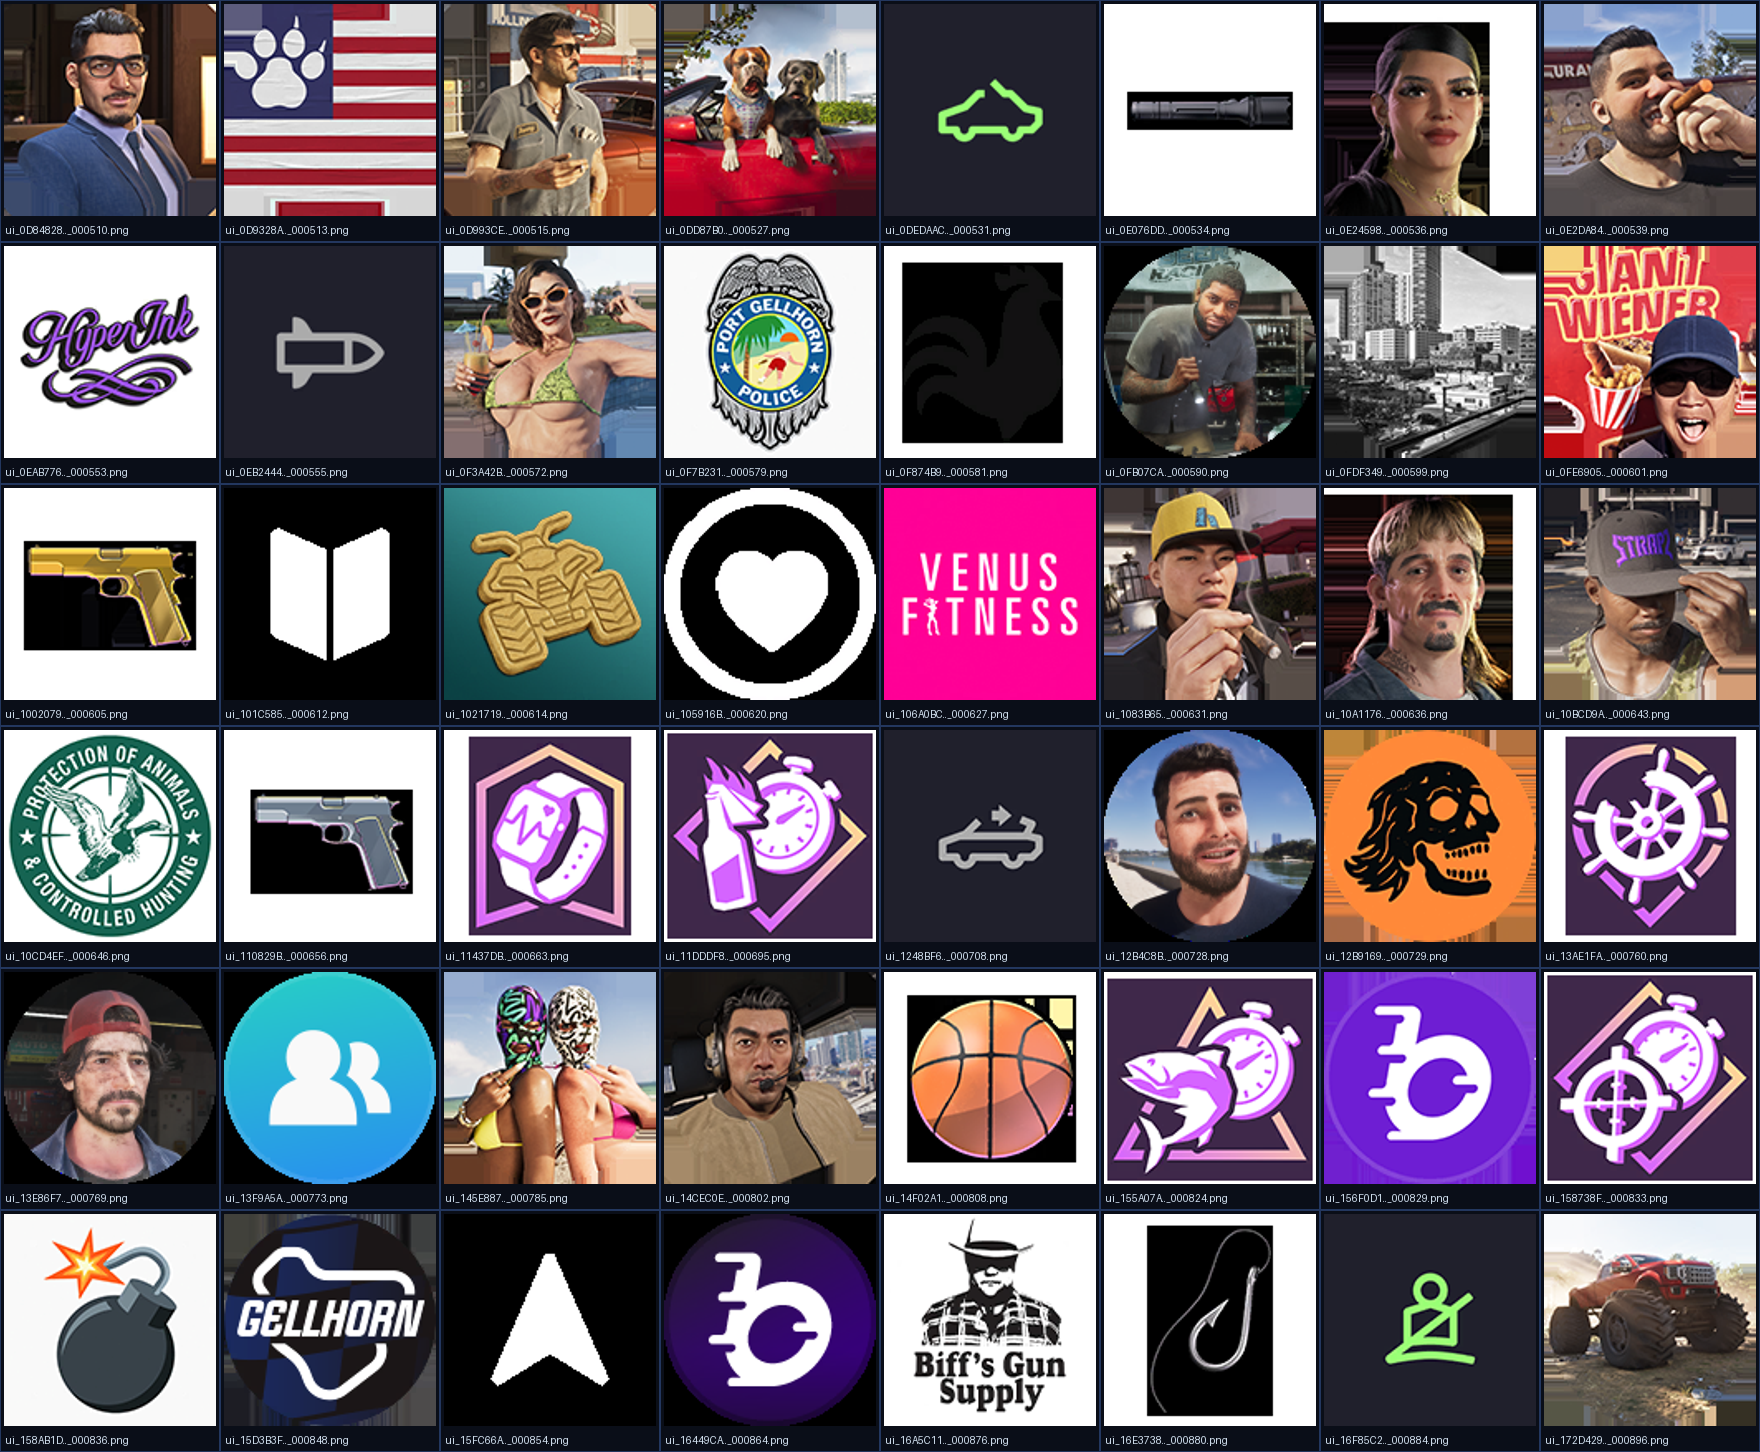 ui_0D84828.._000510.png
ui_0D9328A.._000513.png
ui_0D993CE.._000515.png
ui_0DD87B0.._000527.png
ui_0DEDAAC.._000531.png
ui_0E076DD.._000534.png
ui_0E24598.._000536.png
URA
ui_0E2DA84.._000539.png
HyperInk
ui_0EAB776.._000553.png
ui_0EB2444.._000555.png
ui_0F3A42B.._000572.png
PORT GELLHORN
POLICE
ui_0F7B231.._000579.png
ui_0F874B9.._000581.png
RACING
ui_0FB07CA.._000590.png
ui_0FDF349.._000599.png
GIANT
WIENER
ui_0FE6905.._000601.png
ui_1002079.._000605.png
ui_101C585.._000612.png
ui_1021719.._000614.png
ui_105916B.._000620.png
VENUS
FITNESS
ui_106A0BC.._000627.png
ui_1083B65.._000631.png
ui_10A1176.._000636.png
STRAPZ
ui_10BCD9A.._000643.png
PROTECTION OF ANIMALS
& CONTROLLED HUNTING
ui_10CD4EF.._000646.png
ui_110829B.._000656.png
ui_11437DB.._000663.png
ui_11DDDF8.._000695.png
ui_1248BF6.._000708.png
ui_12B4C8B.._000728.png
ui_12B9169.._000729.png
ui_13AE1FA.._000760.png
ui_13E86F7.._000769.png
ui_13F9A5A.._000773.png
ui_145E887.._000785.png
ui_14CEC0E.._000802.png
ui_14F02A1.._000808.png
ui_155A07A.._000824.png
ui_156F0D1.._000829.png
ui_158738F.._000833.png
ui_158AB1D.._000836.png
GELLHORN
ui_15D3B3F.._000848.png
ui_15FC66A.._000854.png
ui_16449CA.._000864.png
Biff's Gun
Supply
ui_16A5C11.._000876.png
ui_16E3738.._000880.png
ui_16F85C2.._000884.png
ui_172D429.._000896.png